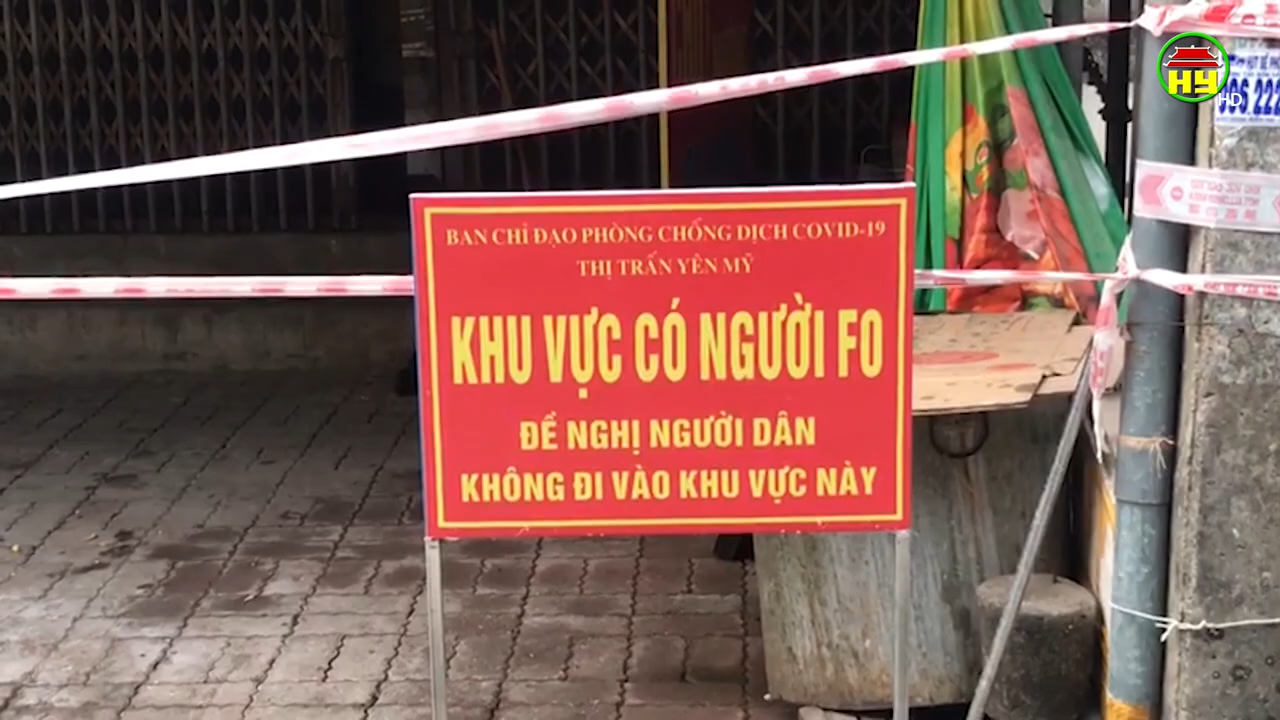 BAN CHỈ ĐẠO PHÒNG CHỐNG DỊCH COVID-19
THỊ TRẤN YÊN MỸ
KHU VỰC CÓ NGƯỜI F0
ĐỀ NGHỊ NGƯỜI DÂN
KHÔNG ĐI VÀO KHU VỰC NÀY
HY
HD